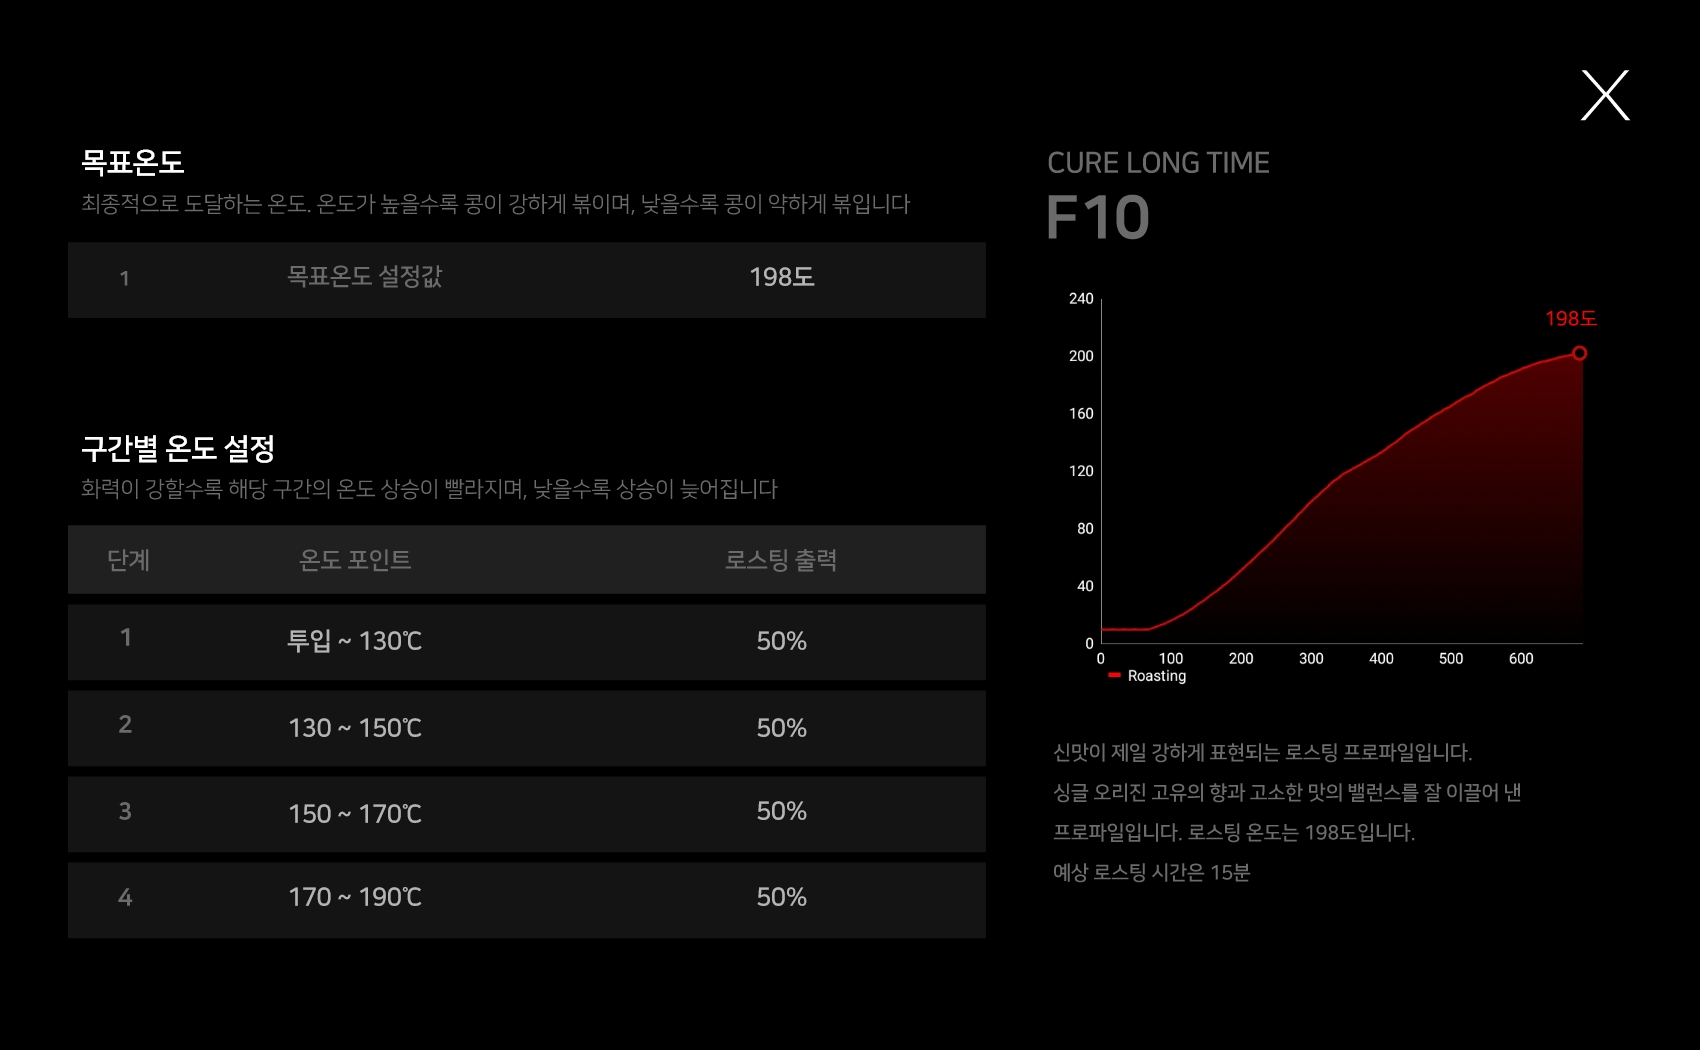 목표온도
최종적으로 도달하는 온도. 온도가 높을수록 콩이 강하게 볶이며, 낮을수록 콩이 약하게 볶입니다
1 목표온도 설정값 198도
구간별 온도 설정
화력이 강할수록 해당 구간의 온도 상승이 빨라지며, 낮을수록 상승이 늦어집니다
단계 온도 포인트 로스팅 출력
1 투입 ~ 130℃ 50%
2 130 ~ 150℃ 50%
3 150 ~ 170℃ 50%
4 170 ~ 190℃ 50%
CURE LONG TIME
F10
240
198도
200
160
120
80
40
0
0 100 200 300 400 500 600
Roasting
신맛이 제일 강하게 표현되는 로스팅 프로파일입니다.
싱글 오리진 고유의 향과 고소한 맛의 밸런스를 잘 이끌어 낸
프로파일입니다. 로스팅 온도는 198도입니다.
예상 로스팅 시간은 15분